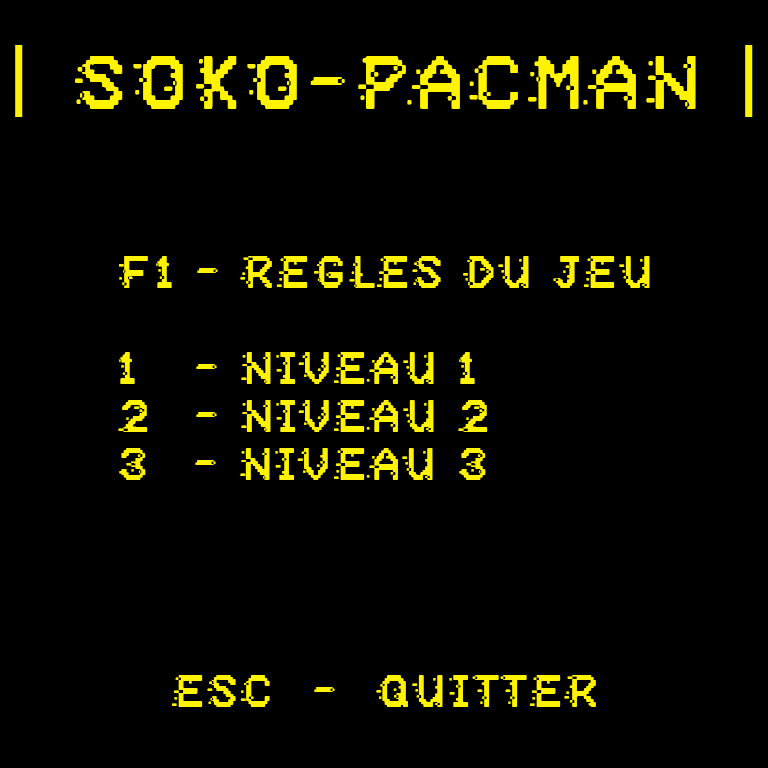 | SOKO-PACMAN |
F1 - REGLES DU JEU
1 - NIVEAU 1
2 - NIVEAU 2
3 - NIVEAU 3
ESC - QUITTER